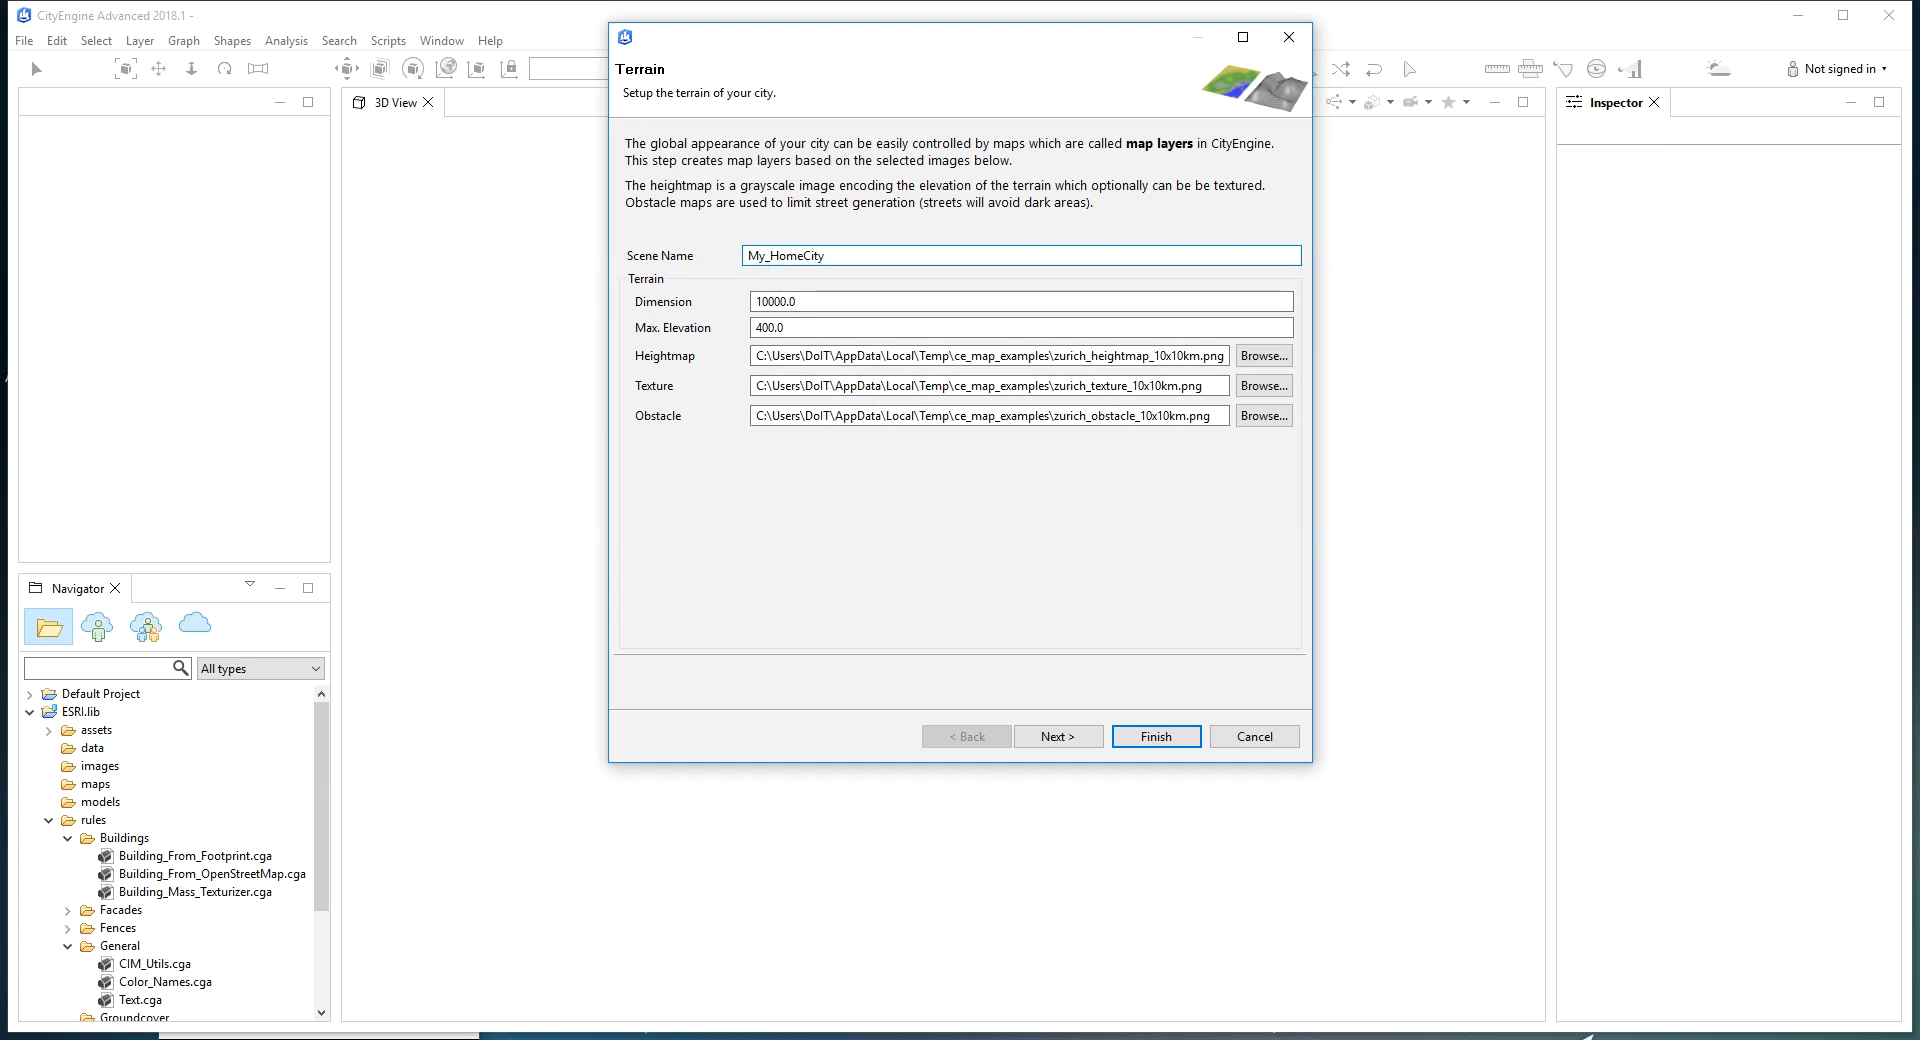 CityEngine Advanced 2018.1 -
File Edit Select Layer Graph Shapes Analysis Search Scripts Window Help
Not signed in
3D View
Inspector
Terrain
Setup the terrain of your city.
The global appearance of your city can be easily controlled by maps which are called map layers in CityEngine.
This step creates map layers based on the selected images below.
The heightmap is a grayscale image encoding the elevation of the terrain which optionally can be be textured.
Obstacle maps are used to limit street generation (streets will avoid dark areas).
Scene Name My_HomeCity
Terrain
Dimension 10000.0
Max. Elevation 400.0
Heightmap C:\Users\DoIT\AppData\Local\Temp\ce_map_examples\zurich_heightmap_10x10km.png Browse...
Texture C:\Users\DoIT\AppData\Local\Temp\ce_map_examples\zurich_texture_10x10km.png Browse...
Obstacle C:\Users\DoIT\AppData\Local\Temp\ce_map_examples\zurich_obstacle_10x10km.png Browse...
< Back Next > Finish Cancel
Navigator
All types
Default Project
ESRI.lib
assets
data
images
maps
models
rules
Buildings
Building_From_Footprint.cga
Building_From_OpenStreetMap.cga
Building_Mass_Texturizer.cga
Facades
Fences
General
CIM_Utils.cga
Color_Names.cga
Text.cga
Groundcover